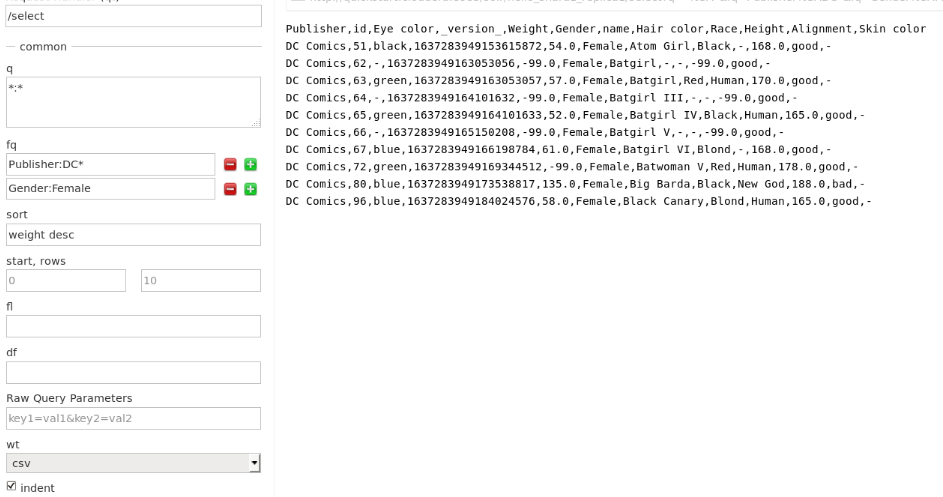 /select
common
q
*:*
fq
Publisher:DC*
Gender:Female
sort
weight desc
start, rows
0 10
fl
df
Raw Query Parameters
key1=val1&key2=val2
wt
csv
indent
Publisher,id,Eye color,_version_,Weight,Gender,name,Hair color,Race,Height,Alignment,Skin color
DC Comics,51,black,1637283949153615872,54.0,Female,Atom Girl,Black,-,168.0,good,-
DC Comics,62,-,1637283949163053056,-99.0,Female,Batgirl,-,-,-99.0,good,-
DC Comics,63,green,1637283949163053057,57.0,Female,Batgirl,Red,Human,170.0,good,-
DC Comics,64,-,1637283949164101632,-99.0,Female,Batgirl III,-,-,-99.0,good,-
DC Comics,65,green,1637283949164101633,52.0,Female,Batgirl IV,Black,Human,165.0,good,-
DC Comics,66,-,1637283949165150208,-99.0,Female,Batgirl V,-,-,-99.0,good,-
DC Comics,67,blue,1637283949166198784,61.0,Female,Batgirl VI,Blond,-,168.0,good,-
DC Comics,72,green,1637283949169344512,-99.0,Female,Batwoman V,Red,Human,178.0,good,-
DC Comics,80,blue,1637283949173538817,135.0,Female,Big Barda,Black,New God,188.0,bad,-
DC Comics,96,blue,1637283949184024576,58.0,Female,Black Canary,Blond,Human,165.0,good,-